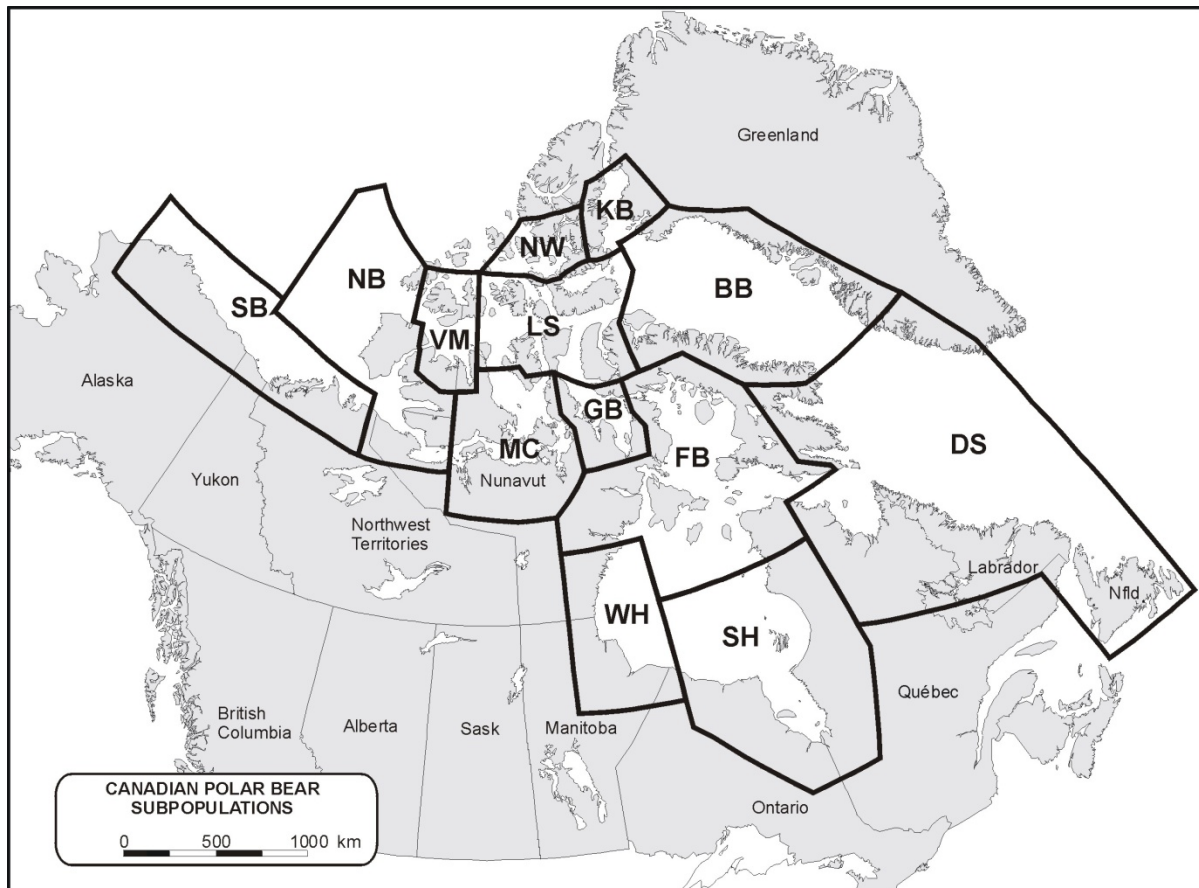 Greenland
KB
NW
NB
BB
SB
LS
VM
Alaska
GB
DS
MC
FB
Yukon
Nunavut
Northwest
Territories
Labrador
Nfld
WH
SH
Québec
British
Columbia
Alberta
Sask
Manitoba
Ontario
CANADIAN POLAR BEAR
SUBPOPULATIONS
0 500 1000 km